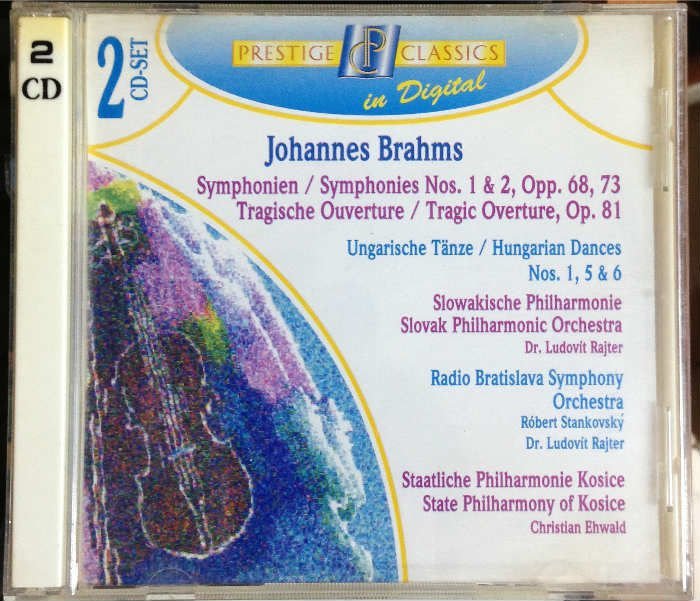 2
CD
2
CD-SET
PRESTIGE PC CLASSICS
in Digital
Johannes Brahms
Symphonien / Symphonies Nos. 1 & 2, Opp. 68, 73
Tragische Ouverture / Tragic Overture, Op. 81
Ungarische Tänze / Hungarian Dances
Nos. 1, 5 & 6
Slowakische Philharmonie
Slovak Philharmonic Orchestra
Dr. Ludovít Rajter
Radio Bratislava Symphony
Orchestra
Róbert Stankovský
Dr. Ludovít Rajter
Staatliche Philharmonie Kosice
State Philharmony of Kosice
Christian Ehwald